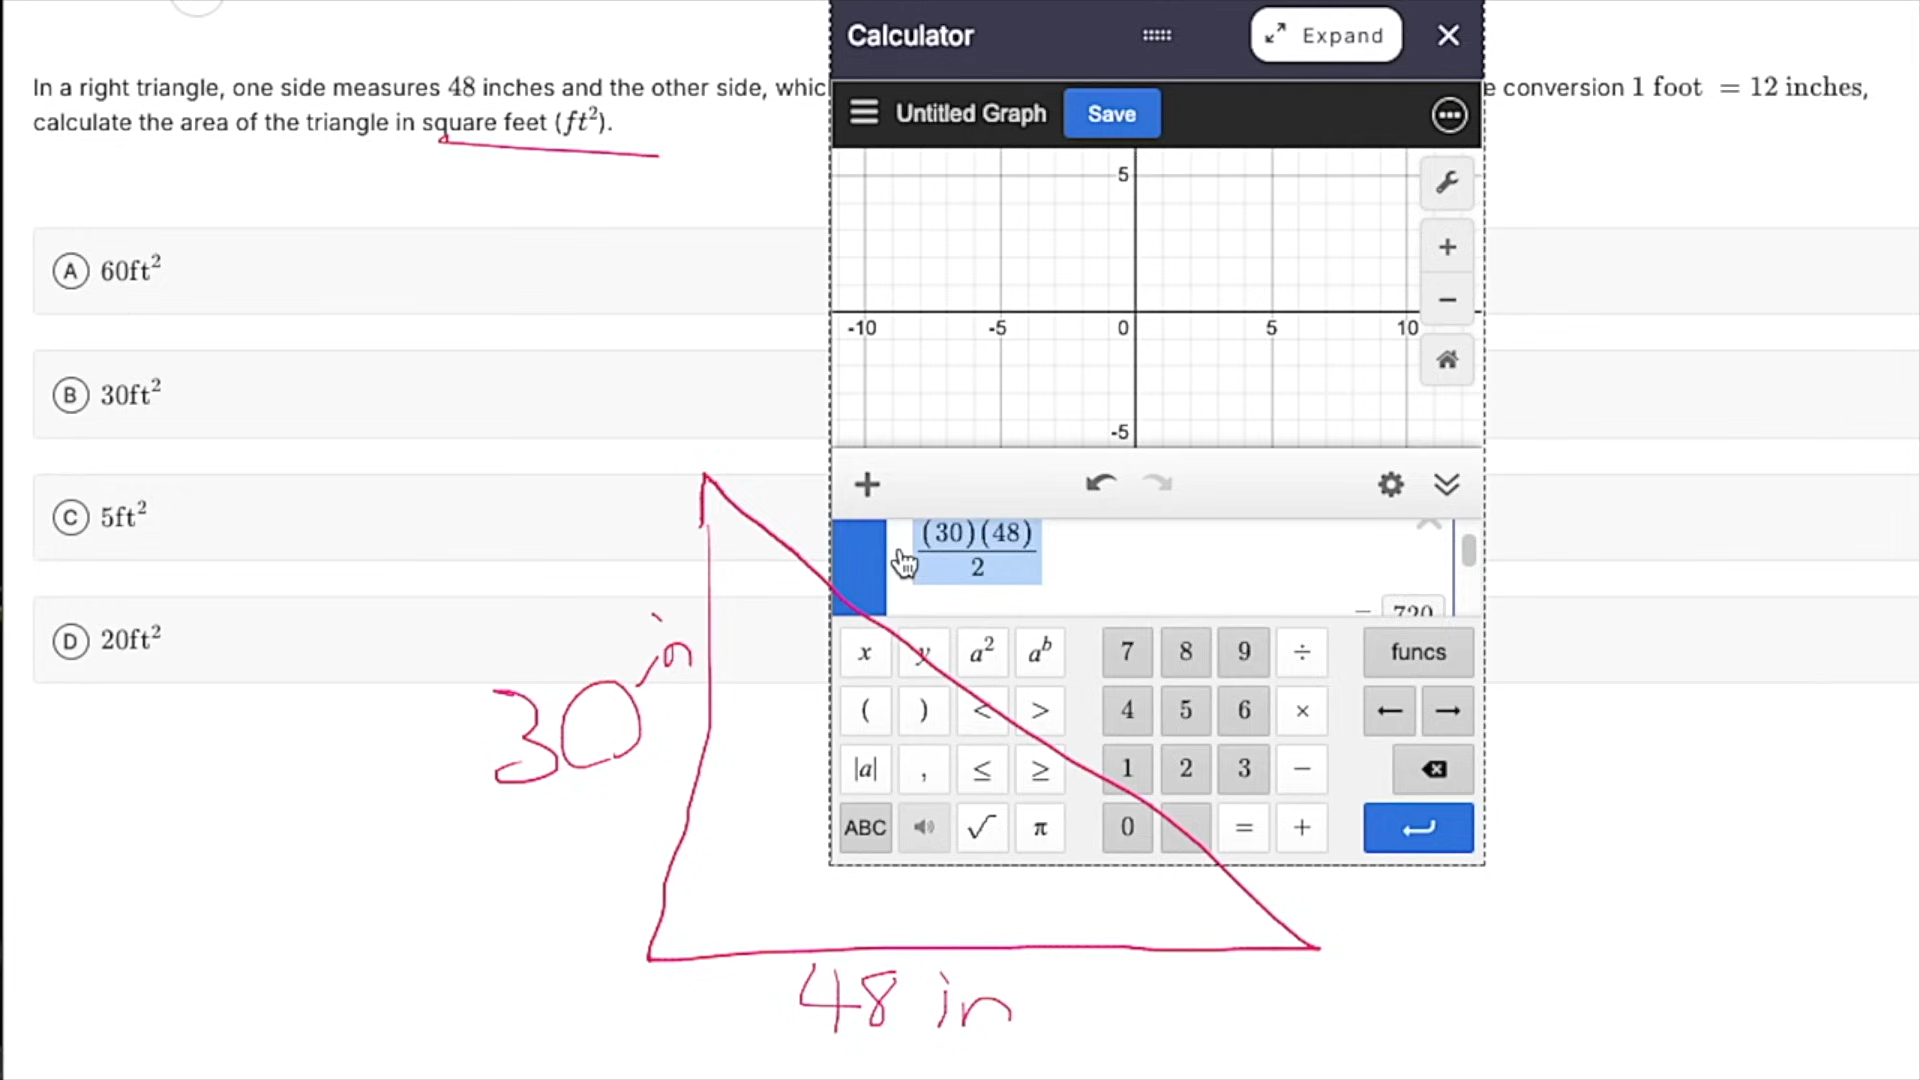 In a right triangle, one side measures 48 inches and the other side, whic
e conversion 1 foot = 12 inches,
calculate the area of the triangle in square feet (ft²).
A 60ft²
B 30ft²
C 5ft²
D 20ft²
30 in
48 in
Calculator
Expand
Untitled Graph
Save
5
-10 -5 0 5 10
-5
(30)(48)
2
= 720
x y a² aᵇ 7 8 9 ÷ funcs
( ) < > 4 5 6 × ← →
|a| , ≤ ≥ 1 2 3 −
ABC √ π 0 = +